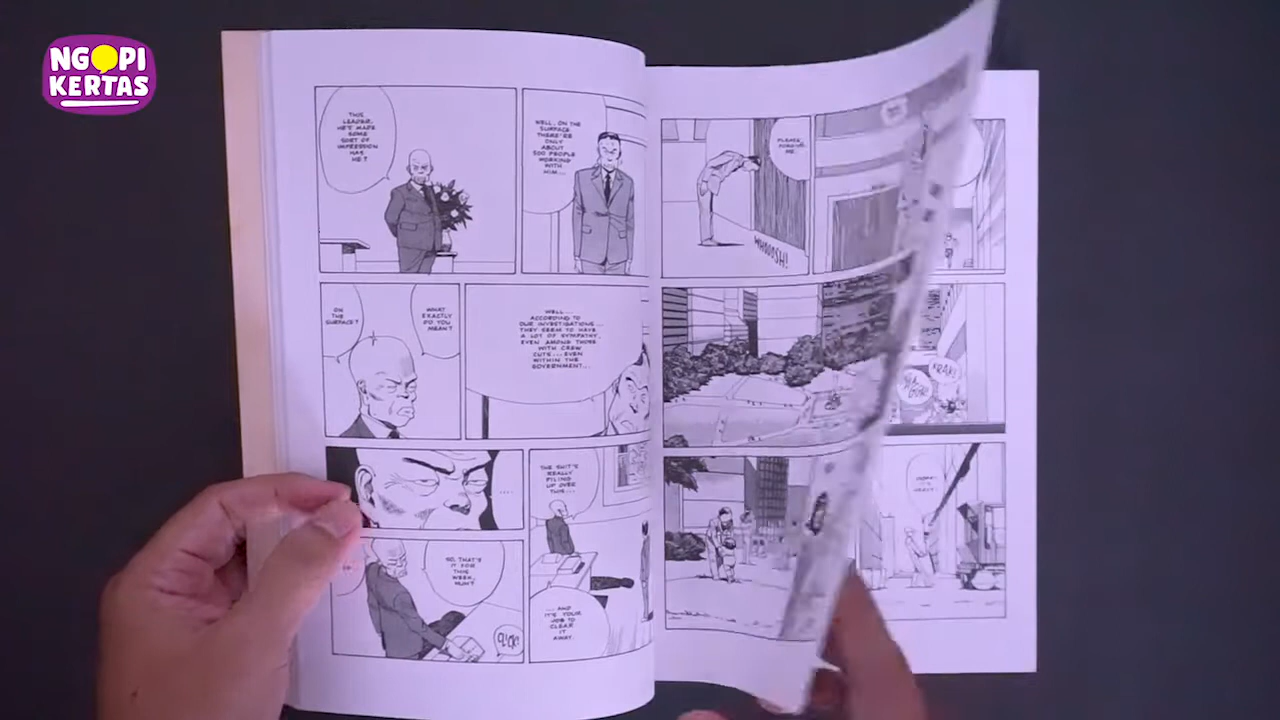 NGOPI
KERTAS
THIS
LEADER,
HE'S MADE
SOME
SORT OF
IMPRESSION
HAS
HE?
WELL, ON THE
SURFACE
THERE'RE
ONLY
ABOUT
500 PEOPLE
WORKING
WITH
HIM...
ON
THE
SURFACE?
WHAT
EXACTLY
DO YOU
MEAN?
WELL...
ACCORDING TO
OUR INVESTIGATIONS...
THEY SEEM TO HAVE
A LOT OF SYMPATHY,
EVEN AMONG THOSE
WITH CREW
CUTS... EVEN
WITHIN THE
GOVERNMENT...
....
THE SHIT'S
REALLY
PILING
UP OVER
THIS...
SO, THAT'S
IT FOR
THIS
WEEK,
HUH?
...AND
IT'S YOUR
JOB TO
CLEAR
IT
AWAY.
PLEASE,
ME.
WHOOOSH!